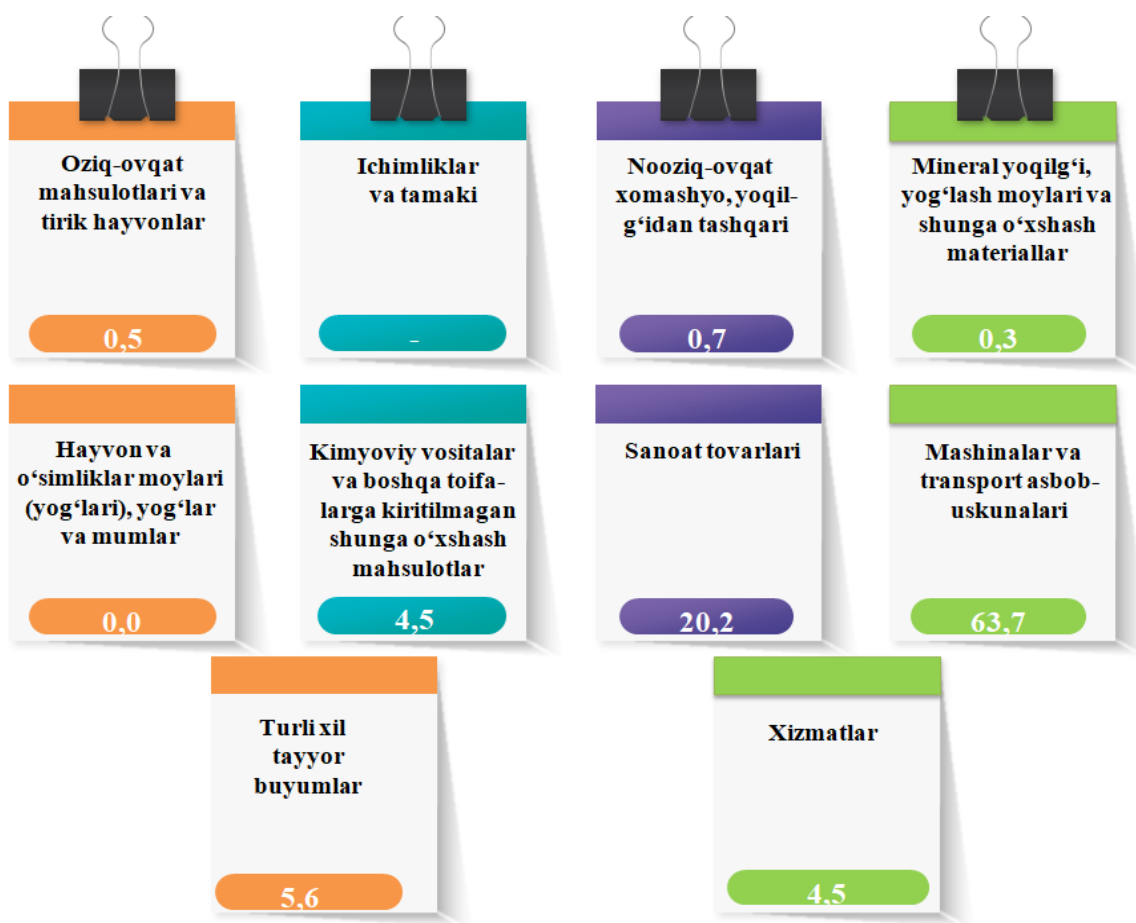 Oziq-ovqat
mahsulotlari va
tirik hayvonlar
0,5
Ichimliklar
va tamaki
-
Nooziq-ovqat
xomashyo, yoqil-
g‘idan tashqari
0,7
Mineral yoqilg‘i,
yog‘lash moylari va
shunga o‘xshash
materiallar
0,3
Hayvon va
o‘simliklar moylari
(yog‘lari), yog‘lar
va mumlar
0,0
Kimyoviy vositalar
va boshqa toifa-
larga kiritilmagan
shunga o‘xshash
mahsulotlar
4,5
Sanoat tovarlari
20,2
Mashinalar va
transport asbob-
uskunalari
63,7
Turli xil
tayyor
buyumlar
5,6
Xizmatlar
4,5